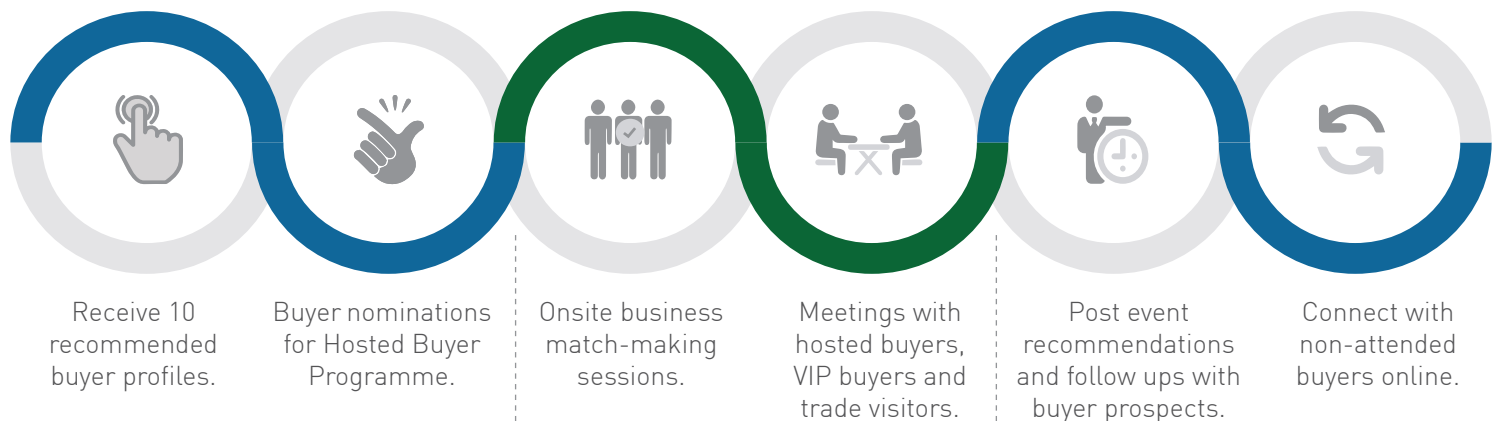 Receive 10
recommended
buyer profiles.
Buyer nominations
for Hosted Buyer
Programme.
Onsite business
match-making
sessions.
Meetings with
hosted buyers,
VIP buyers and
trade visitors.
Post event
recommendations
and follow ups with
buyer prospects.
Connect with
non-attended
buyers online.